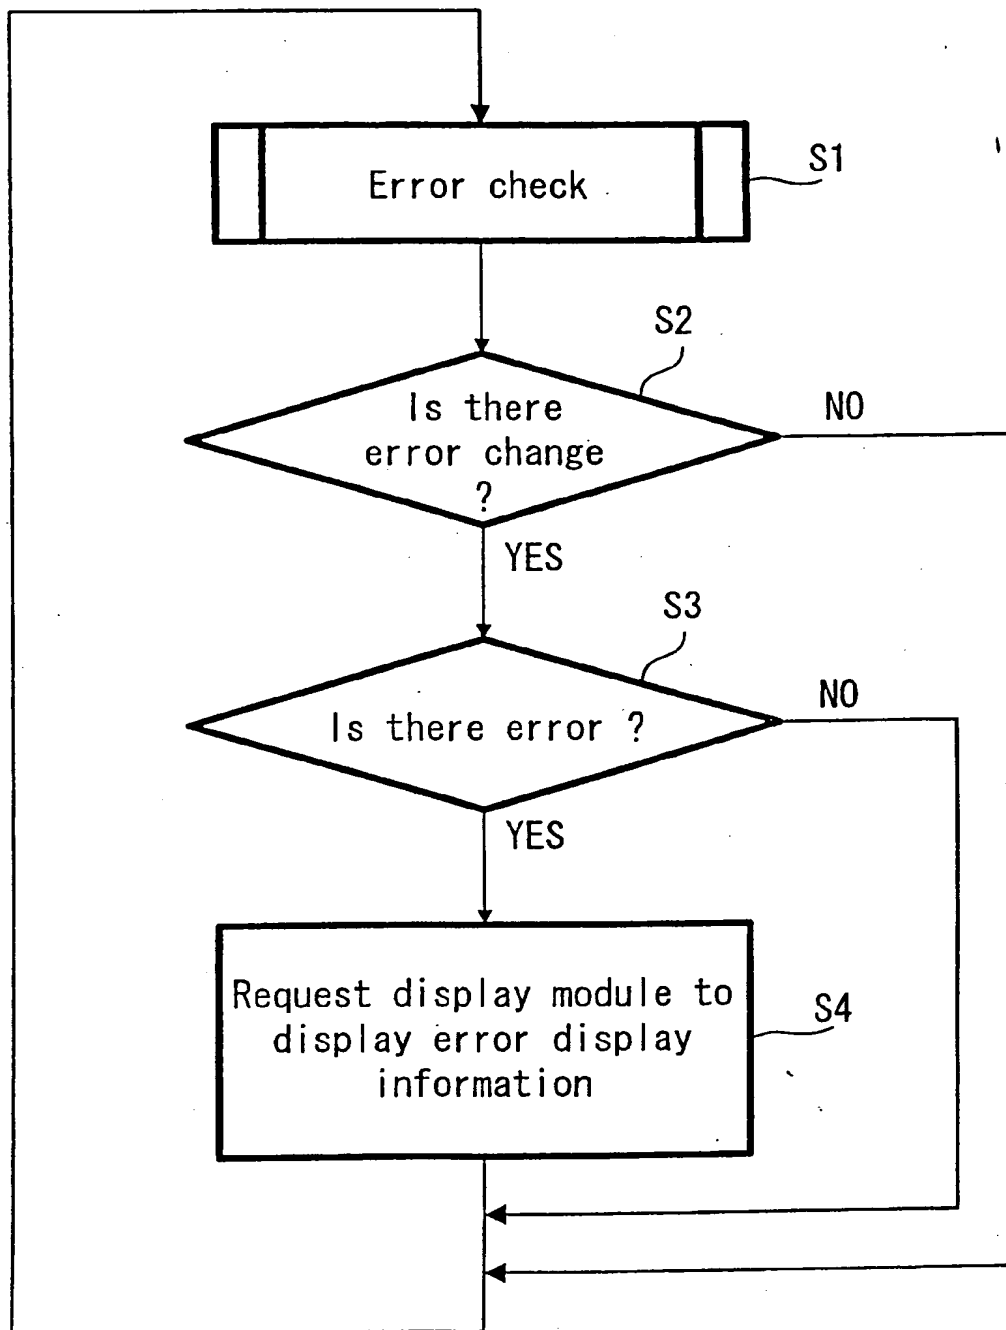 Error check
S1
S2
Is there
error change
?
NO
YES
S3
Is there error ?
NO
YES
Request display module to
display error display
information
S4